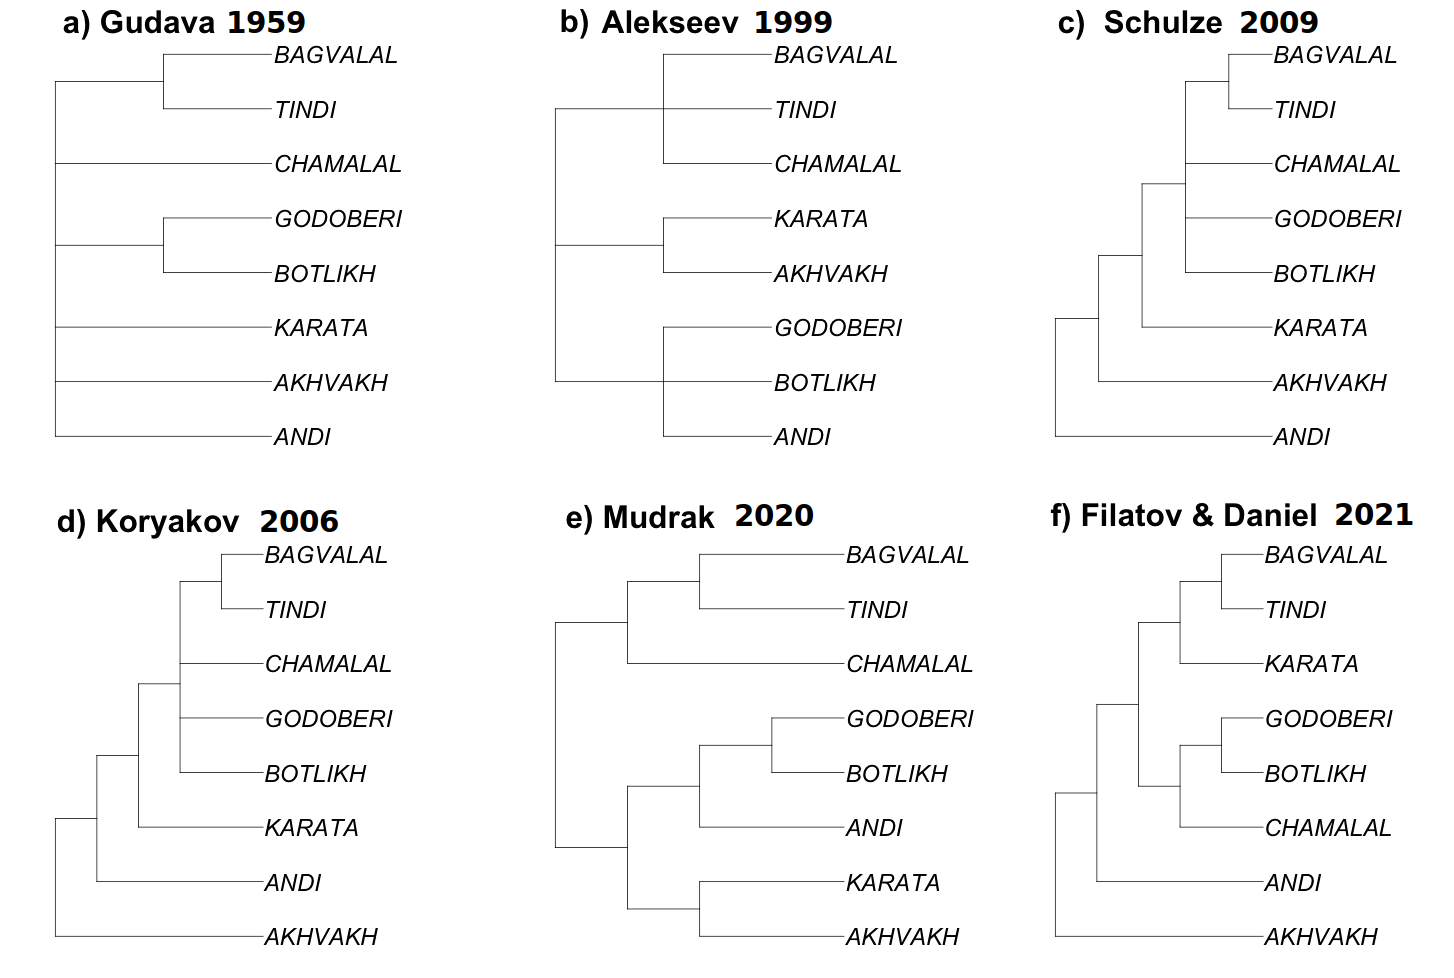 a) Gudava 1959
BAGVALAL
TINDI
CHAMALAL
GODOBERI
BOTLIKH
KARATA
AKHVAKH
ANDI
b) Alekseev 1999
BAGVALAL
TINDI
CHAMALAL
KARATA
AKHVAKH
GODOBERI
BOTLIKH
ANDI
c) Schulze 2009
BAGVALAL
TINDI
CHAMALAL
GODOBERI
BOTLIKH
KARATA
AKHVAKH
ANDI
d) Koryakov 2006
BAGVALAL
TINDI
CHAMALAL
GODOBERI
BOTLIKH
KARATA
ANDI
AKHVAKH
e) Mudrak 2020
BAGVALAL
TINDI
CHAMALAL
GODOBERI
BOTLIKH
ANDI
KARATA
AKHVAKH
f) Filatov & Daniel 2021
BAGVALAL
TINDI
KARATA
GODOBERI
BOTLIKH
CHAMALAL
ANDI
AKHVAKH